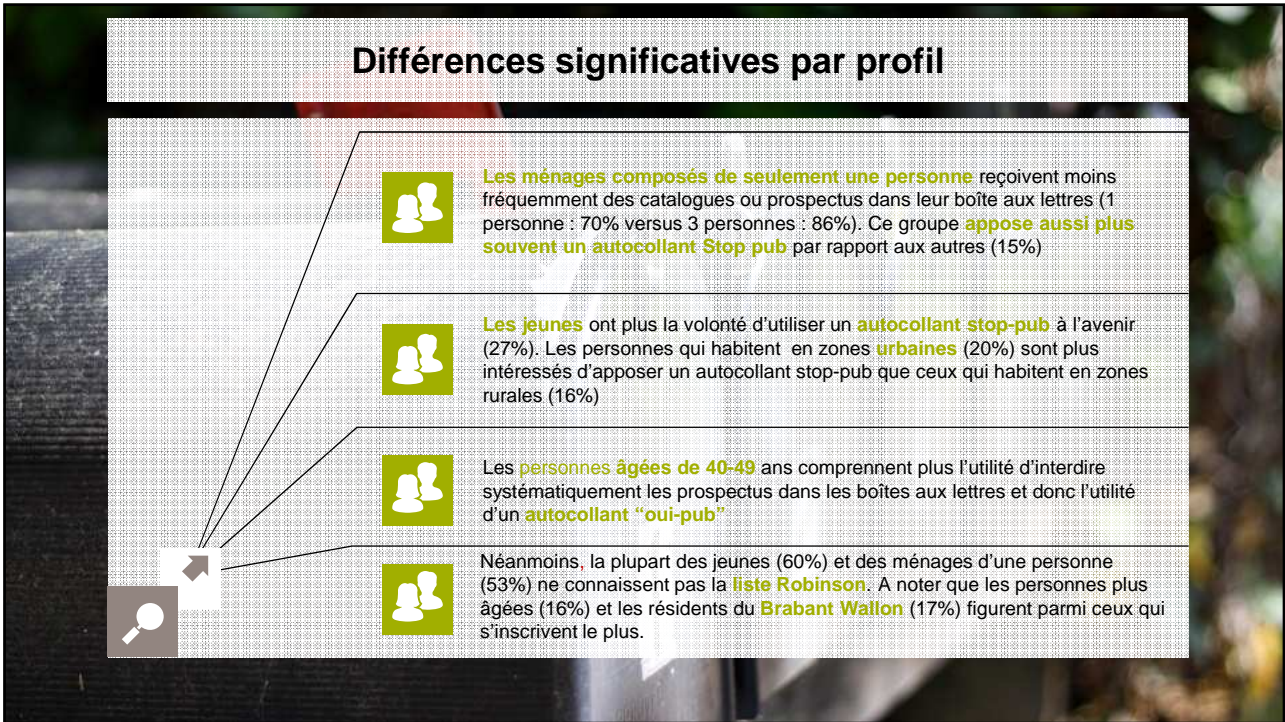 Différences significatives par profil
Les ménages composés de seulement une personne reçoivent moins
fréquemment des catalogues ou prospectus dans leur boîte aux lettres (1
personne : 70% versus 3 personnes : 86%). Ce groupe appose aussi plus
souvent un autocollant Stop pub par rapport aux autres (15%)
Les jeunes ont plus la volonté d’utiliser un autocollant stop-pub à l’avenir
(27%). Les personnes qui habitent  en zones urbaines (20%) sont plus
intéressés d’apposer un autocollant stop-pub que ceux qui habitent en zones
rurales (16%)
Les personnes âgées de 40-49 ans comprennent plus l’utilité d’interdire
systématiquement les prospectus dans les boîtes aux lettres et donc l’utilité
d’un autocollant “oui-pub”
Néanmoins, la plupart des jeunes (60%) et des ménages d’une personne
(53%) ne connaissent pas la liste Robinson. A noter que les personnes plus
âgées (16%) et les résidents du Brabant Wallon (17%) figurent parmi ceux qui
s’inscrivent le plus.